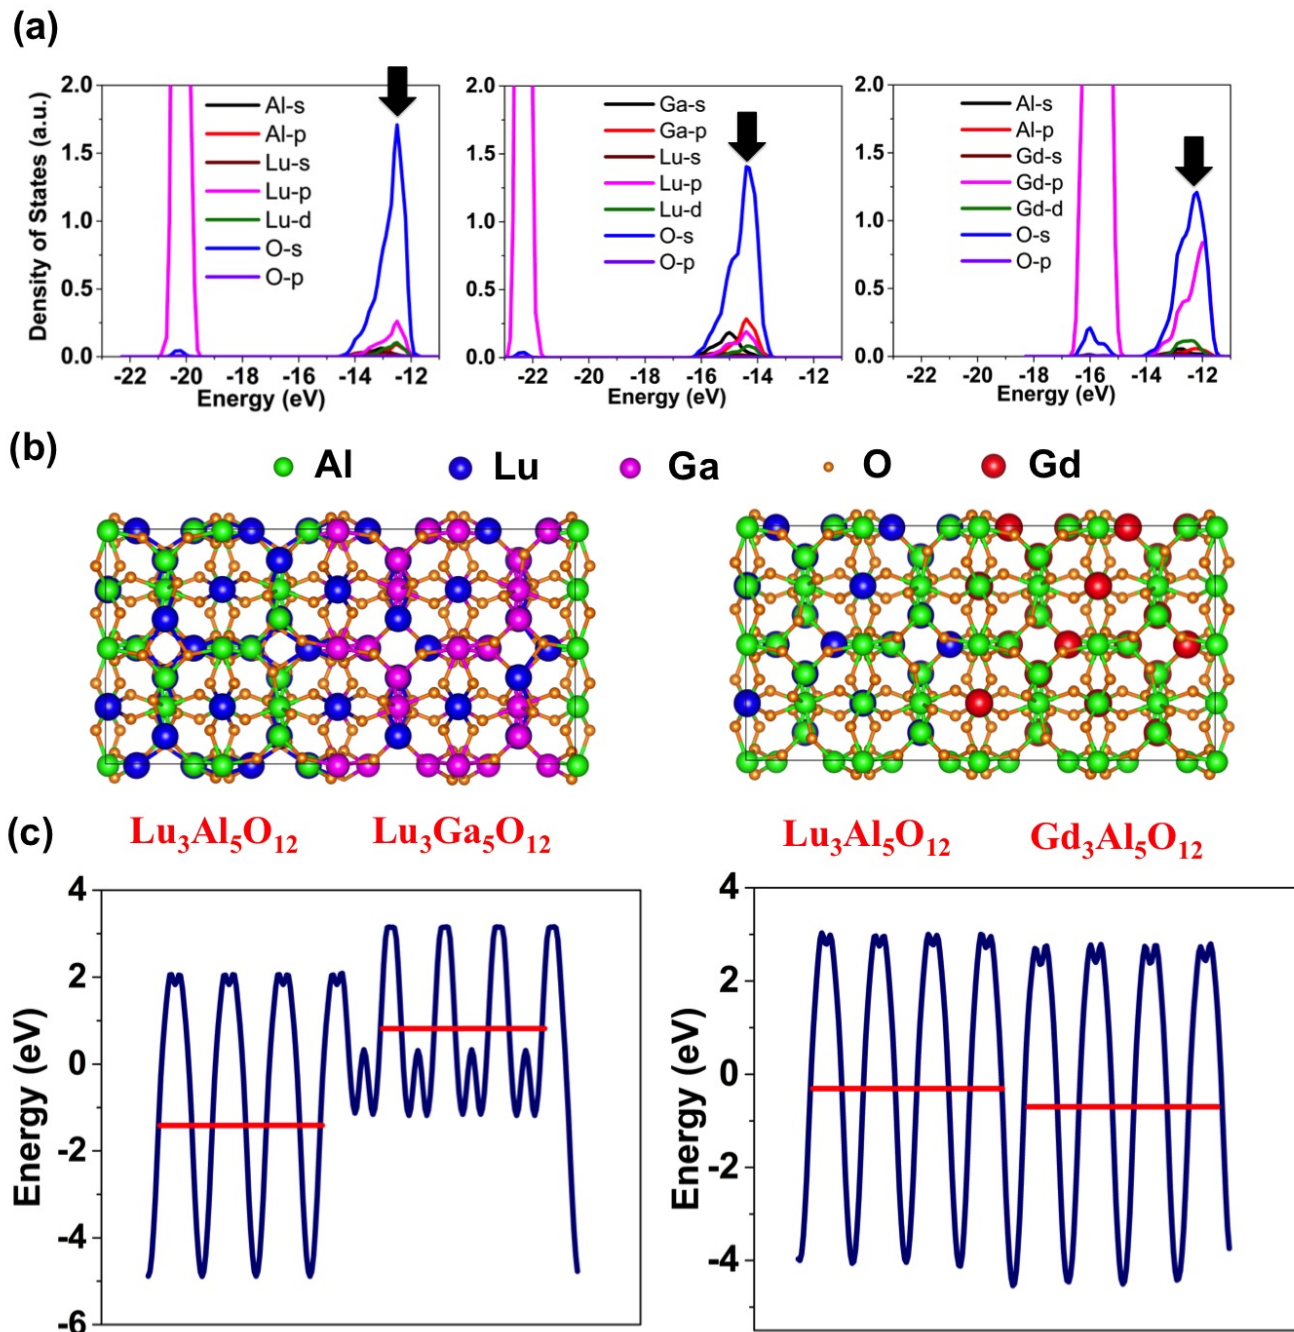 (a)
2.0
1.5
1.0
0.5
0.0
Density of States (a.u.)
Al-s
Al-p
Lu-s
Lu-p
Lu-d
O-s
O-p
-22 -20 -18 -16 -14 -12
Energy (eV)
2.0
1.5
1.0
0.5
0.0
Ga-s
Ga-p
Lu-s
Lu-p
Lu-d
O-s
O-p
-22 -20 -18 -16 -14 -12
Energy (eV)
2.0
1.5
1.0
0.5
0.0
Al-s
Al-p
Gd-s
Gd-p
Gd-d
O-s
O-p
-22 -20 -18 -16 -14 -12
Energy (eV)
(b)
Al Lu Ga O Gd
(c)
Lu₃Al₅O₁₂ Lu₃Ga₅O₁₂
Lu₃Al₅O₁₂ Gd₃Al₅O₁₂
4
2
0
-2
-4
-6
Energy (eV)
4
2
0
-2
-4
Energy (eV)